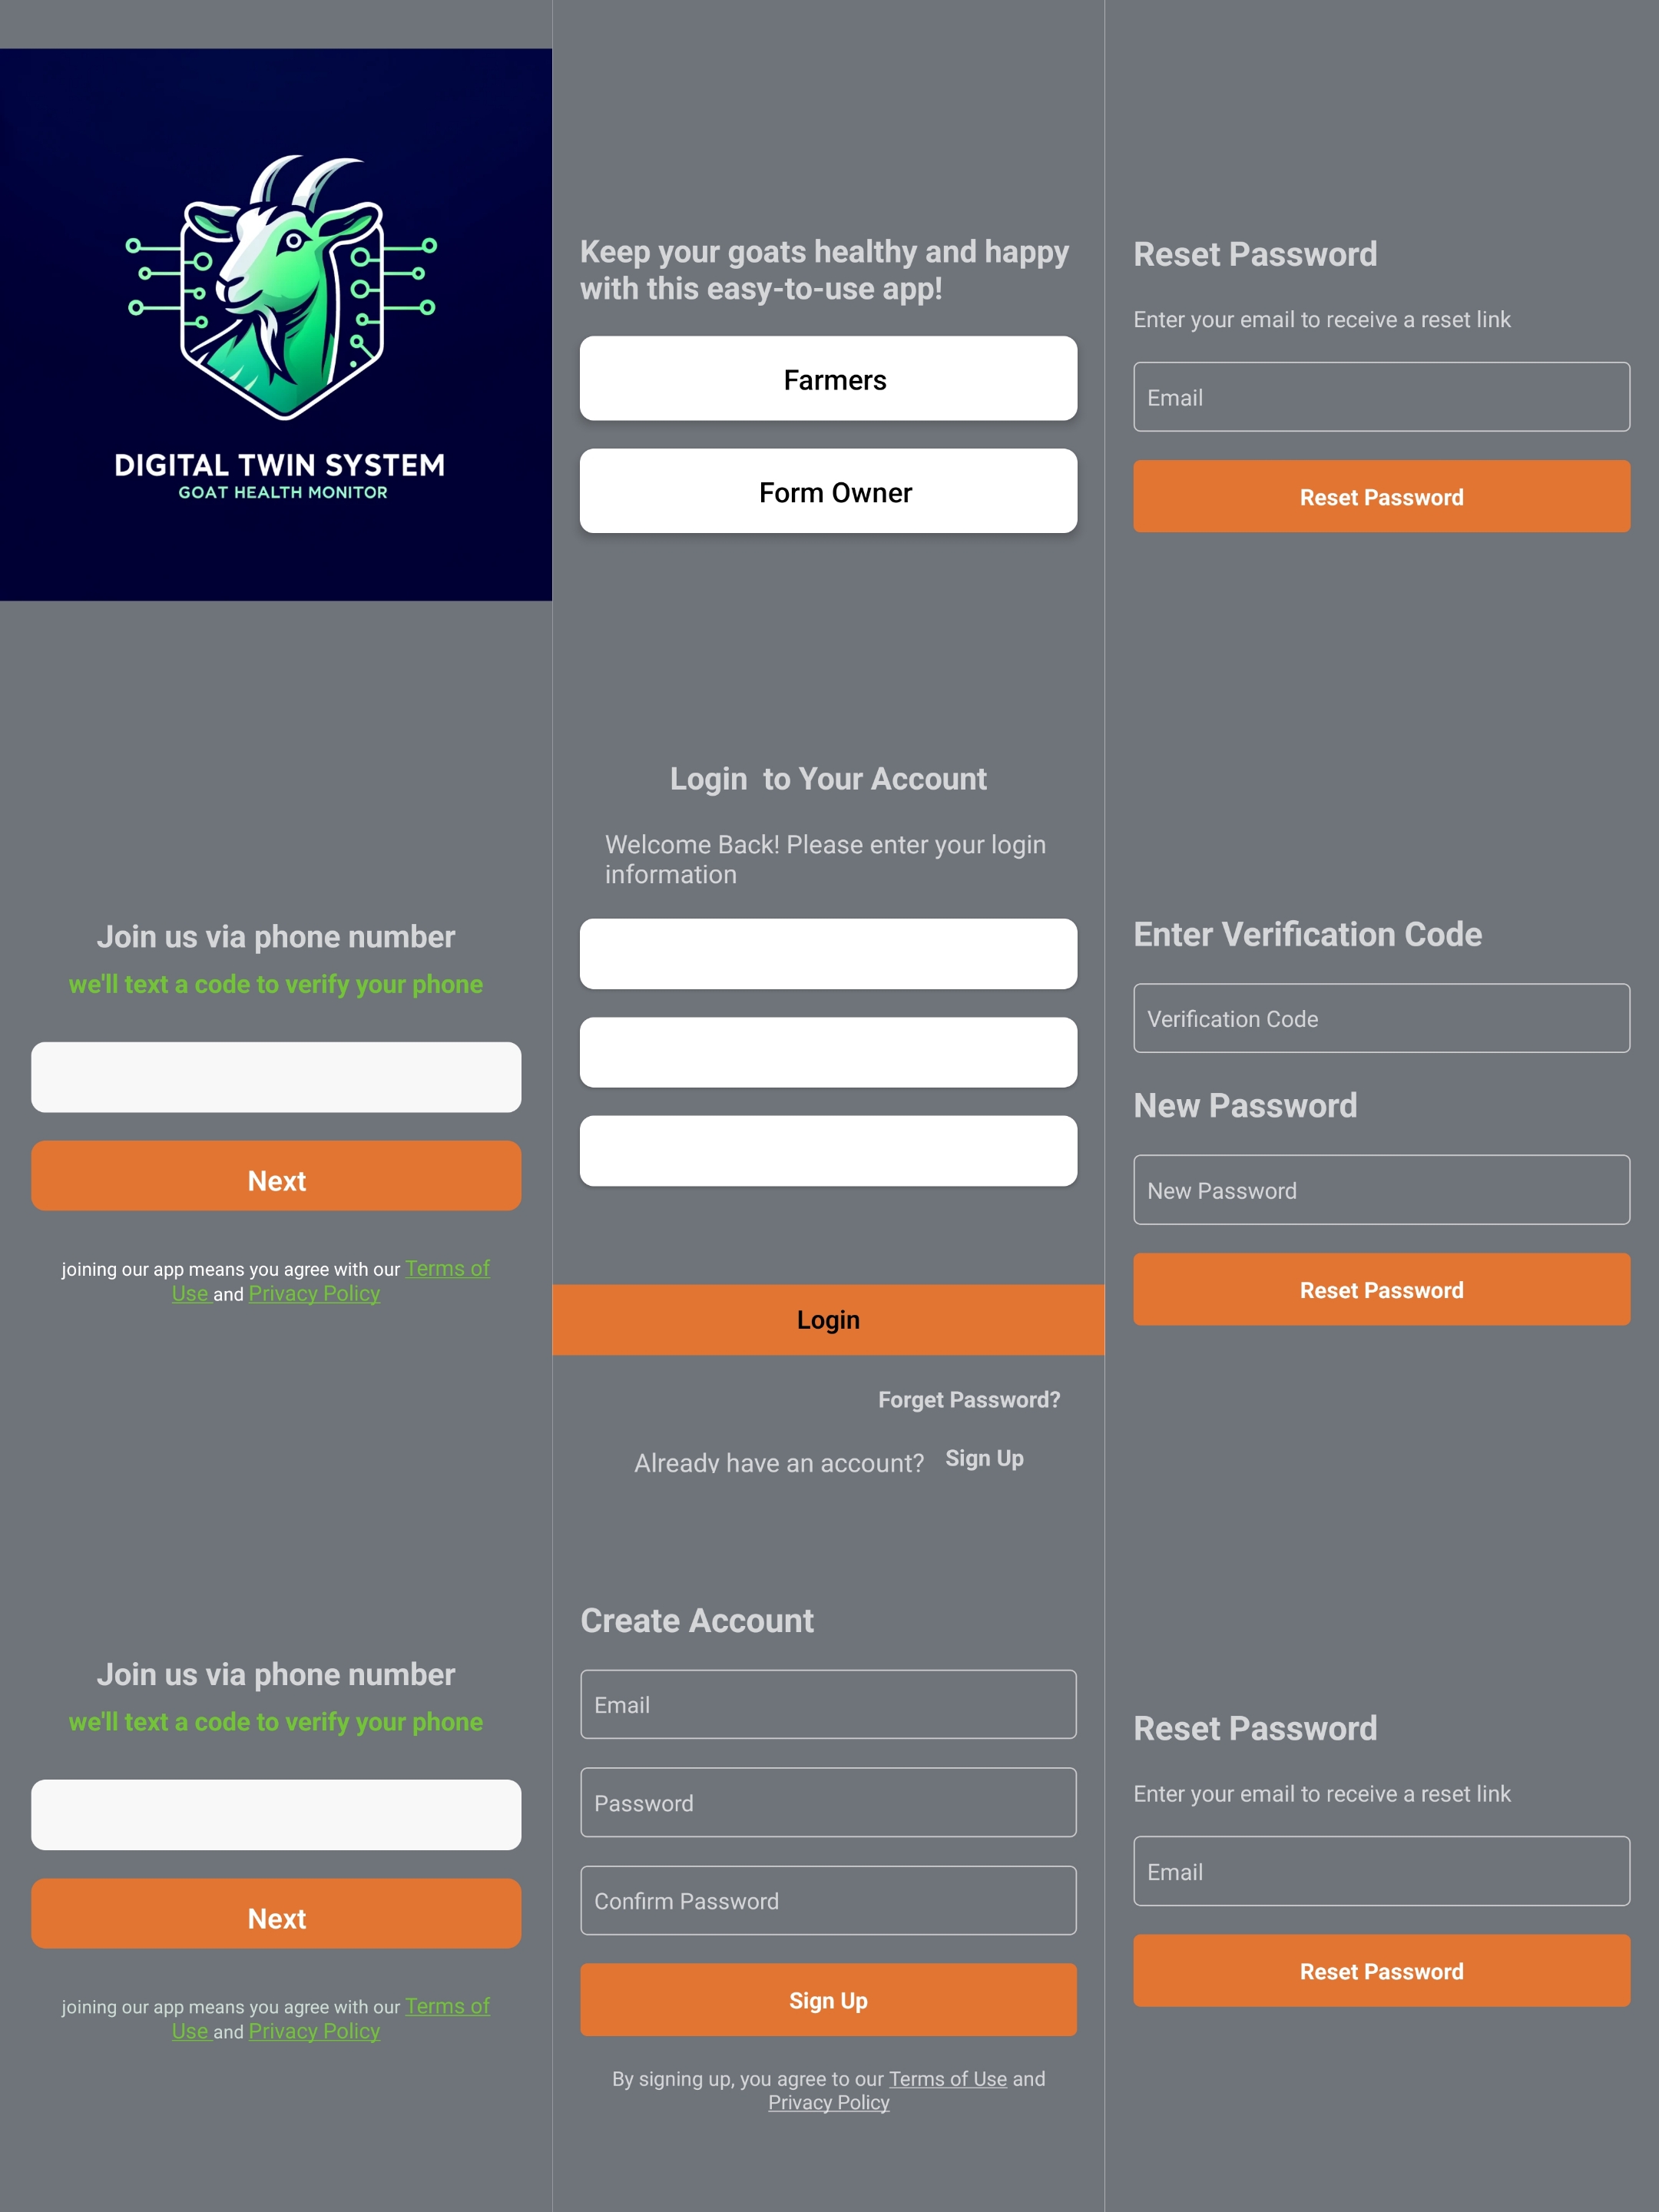 DIGITAL TWIN SYSTEM
GOAT HEALTH MONITOR
Keep your goats healthy and happy
with this easy-to-use app!
Farmers
Form Owner
Reset Password
Enter your email to receive a reset link
Email
Reset Password
Join us via phone number
we'll text a code to verify your phone
Next
joining our app means you agree with our Terms of
Use and Privacy Policy
Login  to Your Account
Welcome Back! Please enter your login
information
Login
Forget Password?
Already have an account? Sign Up
Enter Verification Code
Verification Code
New Password
New Password
Reset Password
Join us via phone number
we'll text a code to verify your phone
Next
joining our app means you agree with our Terms of
Use and Privacy Policy
Create Account
Email
Password
Confirm Password
Sign Up
By signing up, you agree to our Terms of Use and
Privacy Policy
Reset Password
Enter your email to receive a reset link
Email
Reset Password